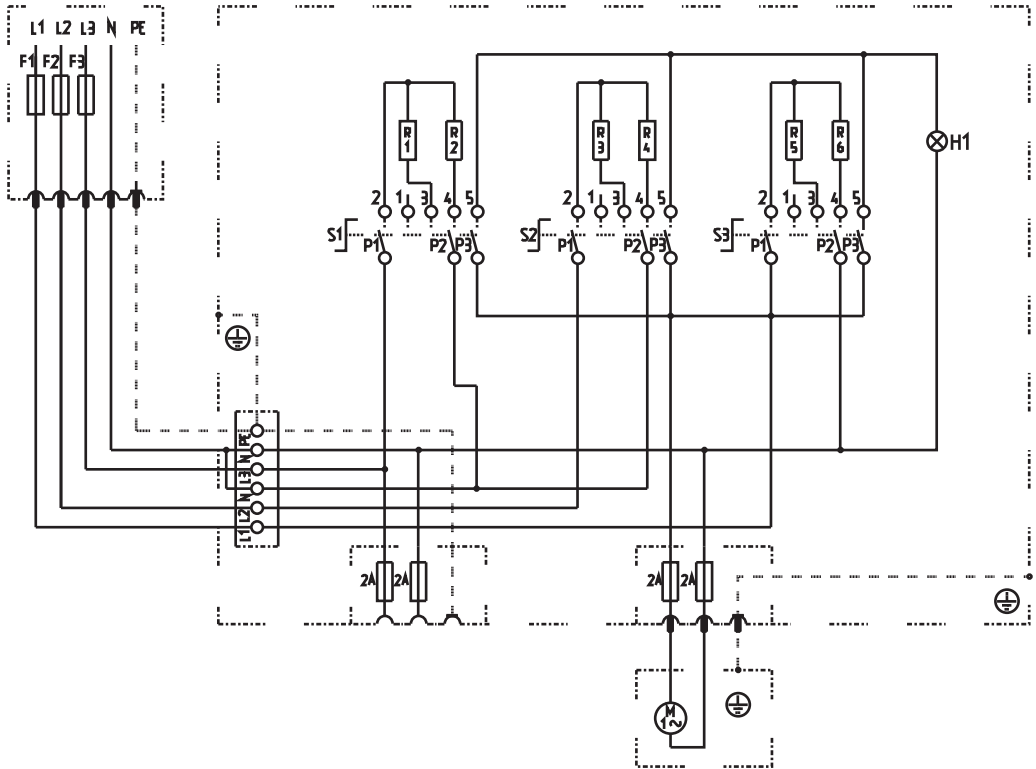 L1 L2 L3 N PE
F1 F2 F3
R1 R2 R3 R4 R5 R6
H1
2 1 3 4 5 2 1 3 4 5 2 1 3 4 5
S1 P1 P2 P3 S2 P1 P2 P3 S3 P1 P2 P3
PE
N
L3
N
L2
L1
2A 2A 2A 2A
M
1~